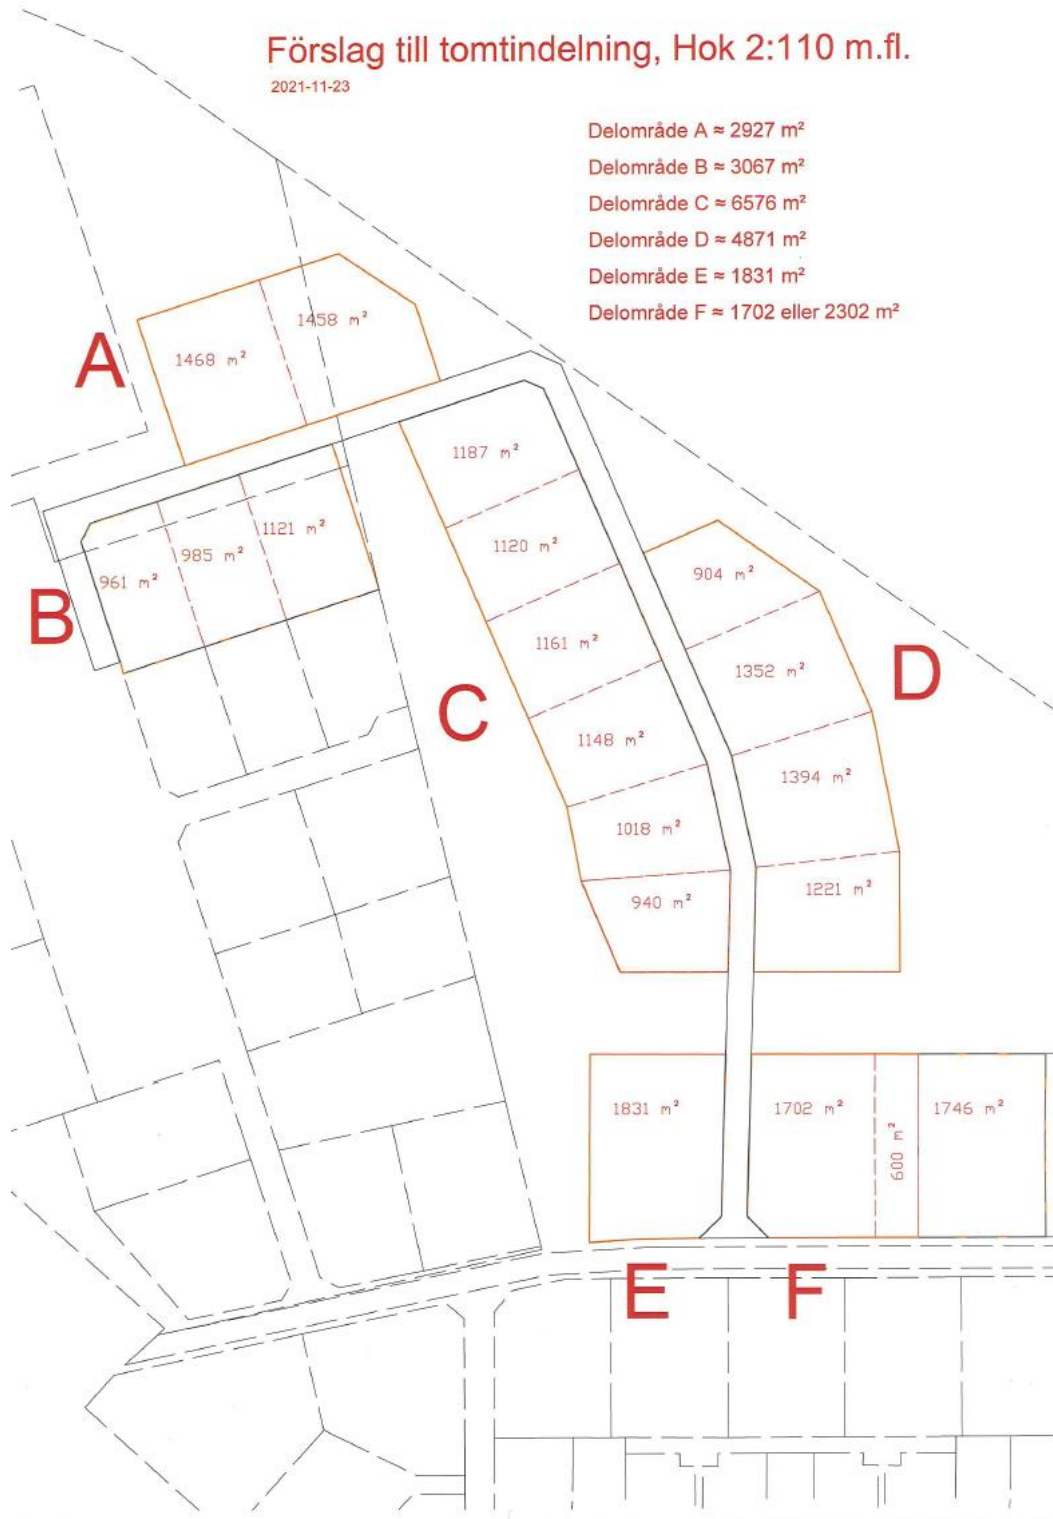 Förslag till tomtindelning, Hok 2:110 m.fl.
2021-11-23
Delområde A ≈ 2927 m²
Delområde B ≈ 3067 m²
Delområde C ≈ 6576 m²
Delområde D ≈ 4871 m²
Delområde E ≈ 1831 m²
Delområde F ≈ 1702 eller 2302 m²
A
1458 m²
1468 m²
B
1121 m²
985 m²
961 m²
C
1187 m²
1120 m²
1161 m²
1148 m²
1018 m²
940 m²
D
904 m²
1352 m²
1394 m²
1221 m²
1831 m²
1702 m²
600 m²
1746 m²
E
F